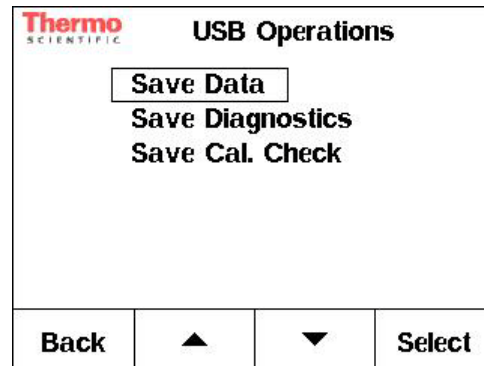 Thermo
SCIENTIFIC
USB Operations
Save Data
Save Diagnostics
Save Cal. Check
Back
Select